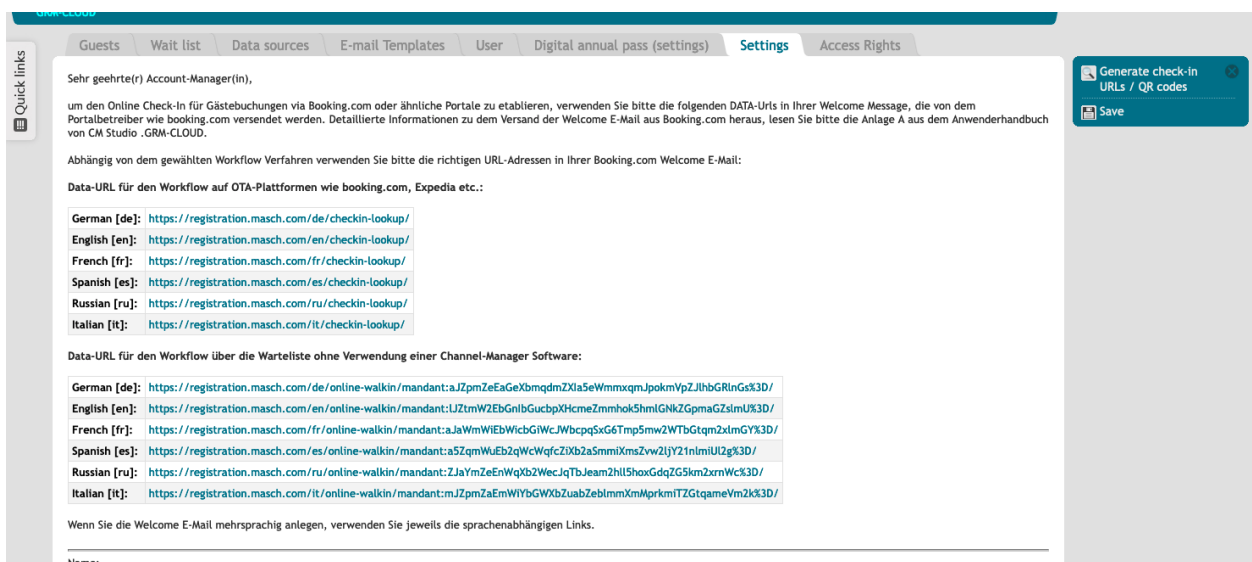 GRM-CLOUD
Quick links
Guests Wait list Data sources E-mail Templates User Digital annual pass (settings) Settings Access Rights
Generate check-in URLs / QR codes
Save
Sehr geehrte(r) Account-Manager(in),
um den Online Check-In für Gästebuchungen via Booking.com oder ähnliche Portale zu etablieren, verwenden Sie bitte die folgenden DATA-Urls in Ihrer Welcome Message, die von dem
Portalbetreiber wie booking.com versendet werden. Detaillierte Informationen zu dem Versand der Welcome E-Mail aus Booking.com heraus, lesen Sie bitte die Anlage A aus dem Anwenderhandbuch
von CM Studio .GRM-CLOUD.
Abhängig von dem gewählten Workflow Verfahren verwenden Sie bitte die richtigen URL-Adressen in Ihrer Booking.com Welcome E-Mail:
Data-URL für den Workflow auf OTA-Plattformen wie booking.com, Expedia etc.:
German [de]: https://registration.masch.com/de/checkin-lookup/
English [en]: https://registration.masch.com/en/checkin-lookup/
French [fr]: https://registration.masch.com/fr/checkin-lookup/
Spanish [es]: https://registration.masch.com/es/checkin-lookup/
Russian [ru]: https://registration.masch.com/ru/checkin-lookup/
Italian [it]: https://registration.masch.com/it/checkin-lookup/
Data-URL für den Workflow über die Warteliste ohne Verwendung einer Channel-Manager Software:
German [de]: https://registration.masch.com/de/online-walkin/mandant:aJZpmZeEaGeXbmqdmZXIa5eWmmxqmJpokmVpZJlhbGRlnGs%3D/
English [en]: https://registration.masch.com/en/online-walkin/mandant:lJZtmW2EbGnIbGucbpXHcmeZmmhok5hmlGNkZGpmaGZslmU%3D/
French [fr]: https://registration.masch.com/fr/online-walkin/mandant:aJaWmWiEbWicbGiWcJWbcpqSxG6Tmp5mw2WTbGtqm2xlmGY%3D/
Spanish [es]: https://registration.masch.com/es/online-walkin/mandant:a5ZqmWuEb2qWcWqfcZiXb2aSmmiXmsZvw2ljY21nlmiUl2g%3D/
Russian [ru]: https://registration.masch.com/ru/online-walkin/mandant:ZJaYmZeEnWqXb2WecJqTbJeam2hll5hoxGdqZG5km2xrnWc%3D/
Italian [it]: https://registration.masch.com/it/online-walkin/mandant:mJZpmZaEmWiYbGWXbZuabZeblmmXmMprkmiTZGtqameVm2k%3D/
Wenn Sie die Welcome E-Mail mehrsprachig anlegen, verwenden Sie jeweils die sprachenabhängigen Links.